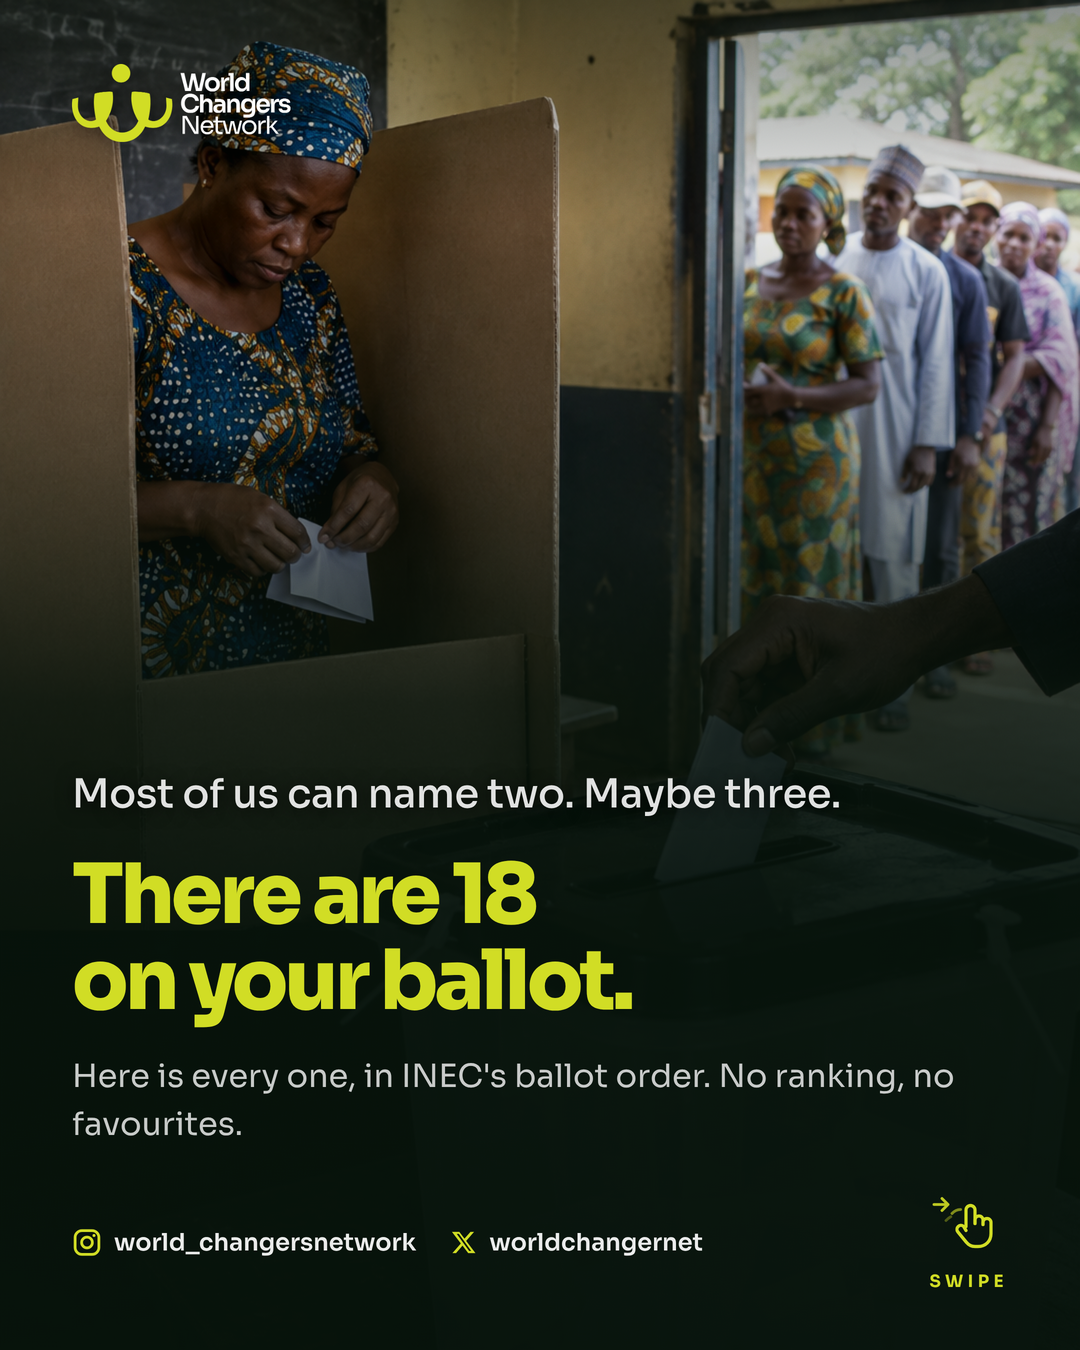 World
Changers
Network
Most of us can name two. Maybe three.
There are 18
on your ballot.
Here is every one, in INEC's ballot order. No ranking, no
favourites.
world_changersnetwork
worldchangernet
SWIPE